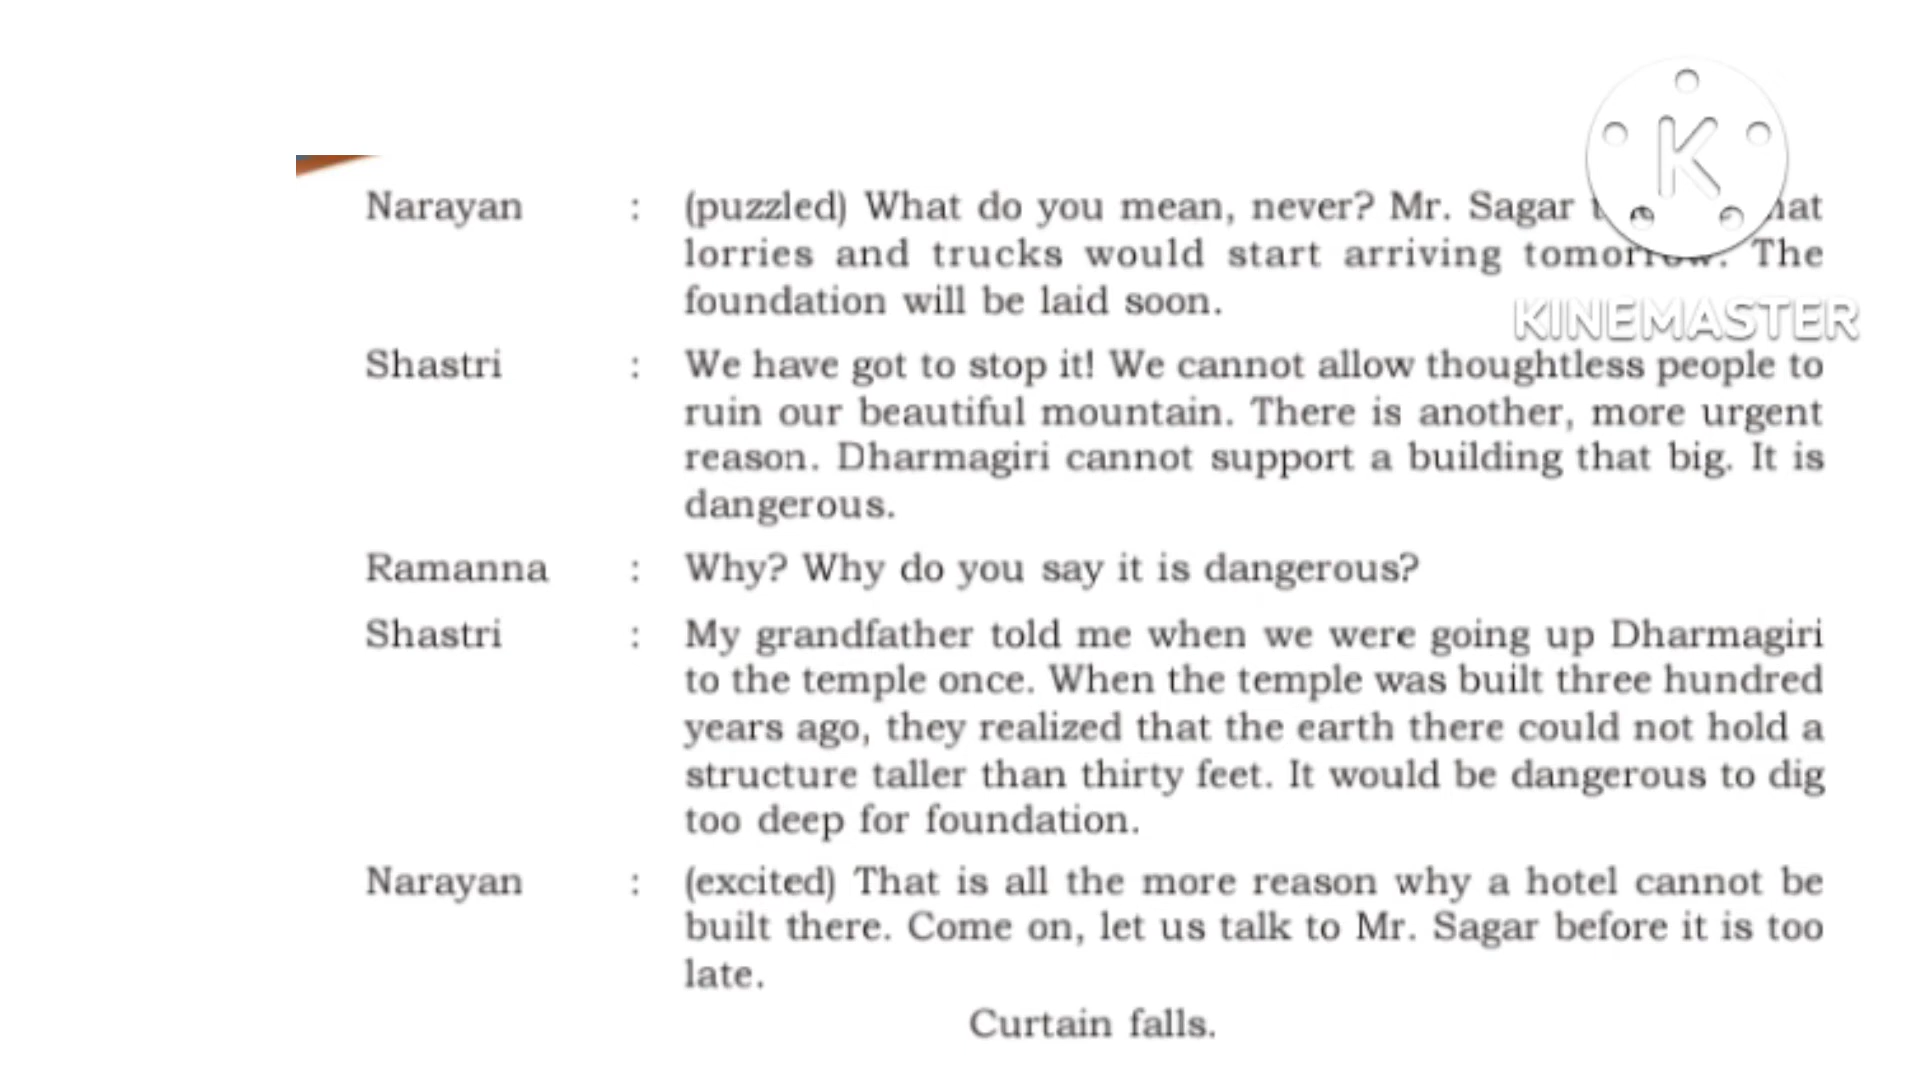 Narayan : (puzzled) What do you mean, never? Mr. Sagar
lorries and trucks would start arriving tomorrow. The
foundation will be laid soon.
KINEMASTER
Shastri : We have got to stop it! We cannot allow thoughtless people to
ruin our beautiful mountain. There is another, more urgent
reason. Dharmagiri cannot support a building that big. It is
dangerous.
Ramanna : Why? Why do you say it is dangerous?
Shastri : My grandfather told me when we were going up Dharmagiri
to the temple once. When the temple was built three hundred
years ago, they realized that the earth there could not hold a
structure taller than thirty feet. It would be dangerous to dig
too deep for foundation.
Narayan : (excited) That is all the more reason why a hotel cannot be
built there. Come on, let us talk to Mr. Sagar before it is too
late.
Curtain falls.
K